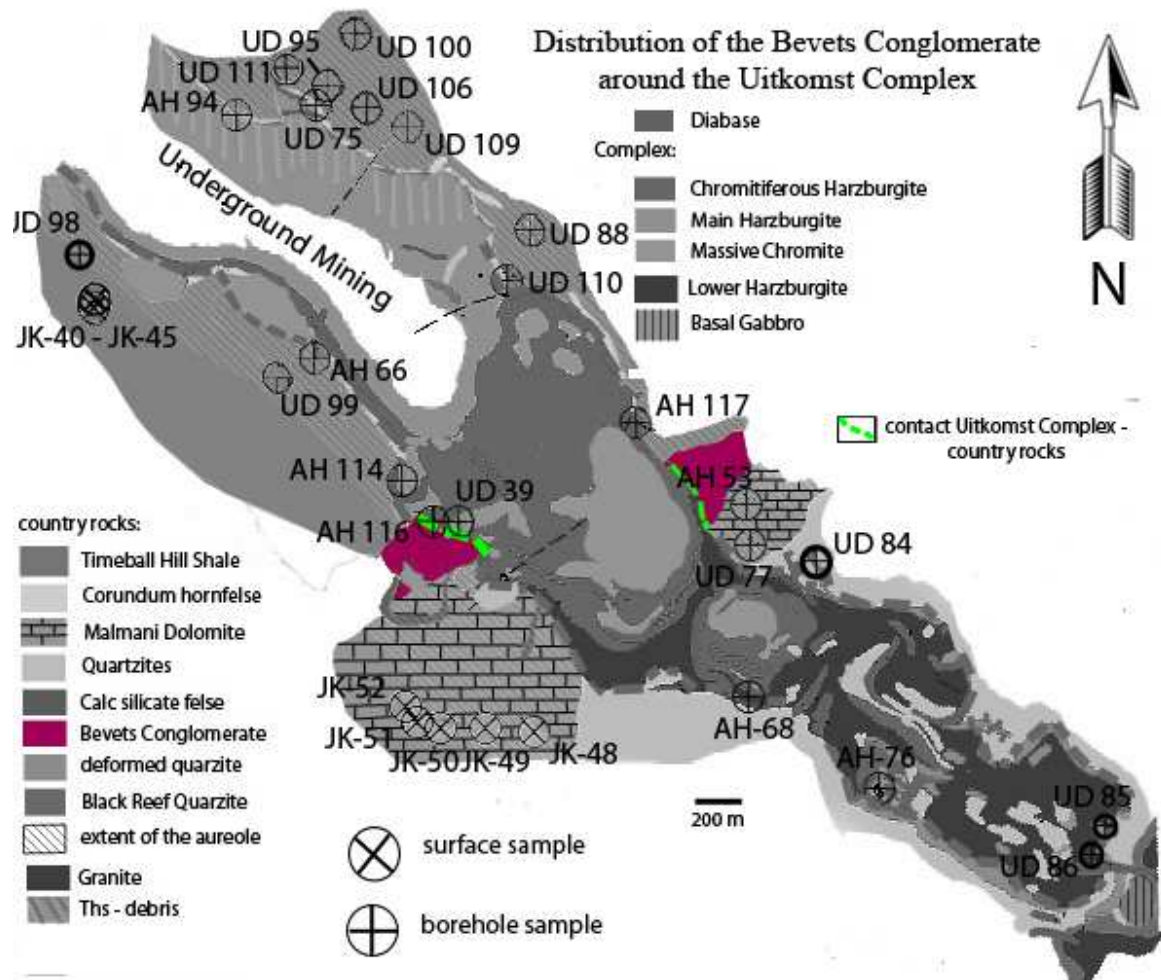 Distribution of the Bevets Conglomerate
around the Uitkomst Complex
Diabase
Complex:
Chromitiferous Harzburgite
Main Harzburgite
Massive Chromite
Lower Harzburgite
Basal Gabbro
N
contact Uitkomst Complex -
country rocks
UD 95
UD 100
UD 111
UD 106
AH 94
UD 75
UD 109
Underground Mining
UD 88
UD 98
UD 110
JK-40 - JK-45
AH 66
UD 99
AH 117
AH 114
UD 39
AH 53
AH 116
UD 84
UD 77
JK-52
JK-51
JK-50
JK-49
JK-48
AH-68
AH-76
UD 85
UD 86
200 m
country rocks:
Timeball Hill Shale
Corundum hornfelse
Malmani Dolomite
Quartzites
Calc silicate felse
Bevets Conglomerate
deformed quarzite
Black Reef Quarzite
extent of the aureole
Granite
Ths - debris
surface sample
borehole sample